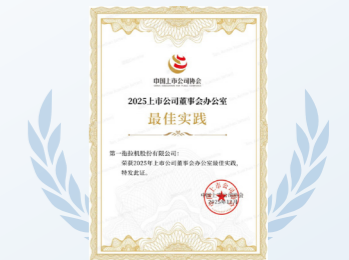 中国上市公司协会
2025上市公司董事会办公室
最佳实践
第一拖拉机股份有限公司：
荣获2025年上市公司董事会办公室最佳实践，
特发此证。